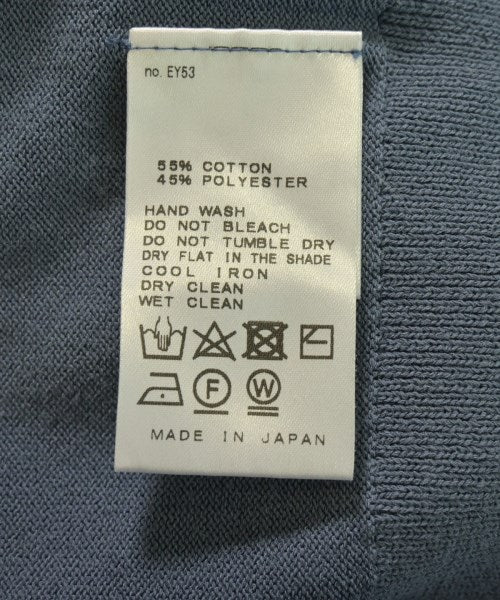 no. EY53
55% COTTON
45% POLYESTER
HAND WASH
DO NOT BLEACH
DO NOT TUMBLE DRY
DRY FLAT IN THE SHADE
COOL IRON
DRY CLEAN
WET CLEAN
F W
MADE IN JAPAN